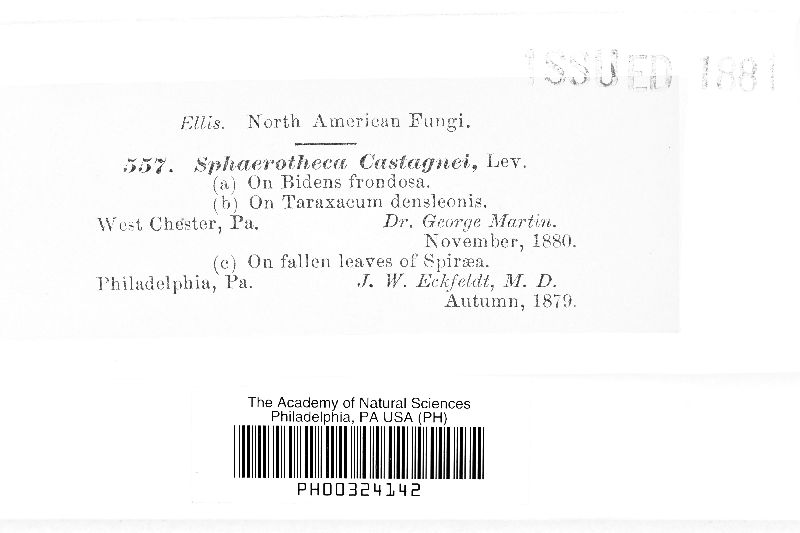 ISSUED 1881
Ellis. North American Fungi.
557. Sphaerotheca Castagnei, Lev.
(a) On Bidens frondosa.
(b) On Taraxacum densleonis.
West Chester, Pa. Dr. George Martin.
November, 1880.
(c) On fallen leaves of Spiræa.
Philadelphia, Pa. J. W. Eckfeldt, M. D.
Autumn, 1879.
The Academy of Natural Sciences
Philadelphia, PA USA (PH)
PH00324142